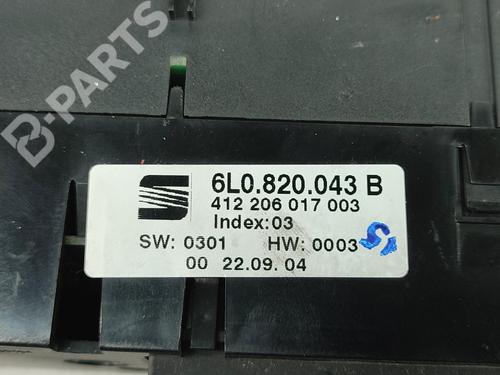 B-PARTS
6L0.820.043 B
412 206 017 003
Index:03
SW: 0301 HW: 0003
00 22.09.04